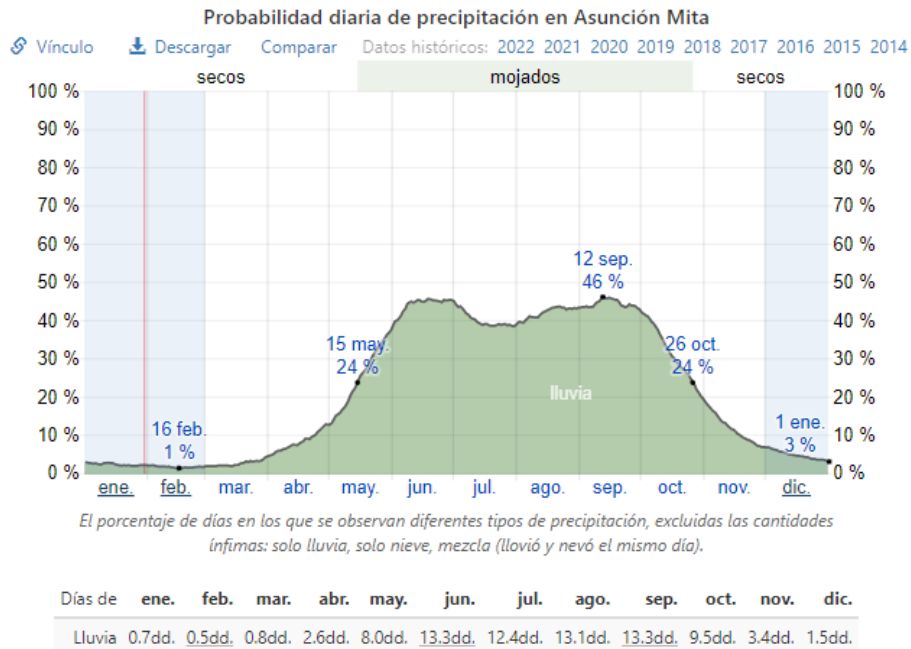 Probabilidad diaria de precipitación en Asunción Mita
Vínculo Descargar Comparar Datos históricos: 2022 2021 2020 2019 2018 2017 2016 2015 2014
secos mojados secos
100 % 100 %
90 % 90 %
80 % 80 %
70 % 70 %
60 % 60 %
12 sep.
50 % 46 % 50 %
40 % 40 %
15 may. 26 oct.
30 % 24 % 24 % 30 %
lluvia
20 % 20 %
16 feb. 1 ene.
10 % 1 % 3 % 10 %
0 % 0 %
ene. feb. mar. abr. may. jun. jul. ago. sep. oct. nov. dic.
El porcentaje de días en los que se observan diferentes tipos de precipitación, excluidas las cantidades
ínfimas: solo lluvia, solo nieve, mezcla (llovió y nevó el mismo día).
Días de ene. feb. mar. abr. may. jun. jul. ago. sep. oct. nov. dic.
Lluvia 0.7dd. 0.5dd. 0.8dd. 2.6dd. 8.0dd. 13.3dd. 12.4dd. 13.1dd. 13.3dd. 9.5dd. 3.4dd. 1.5dd.